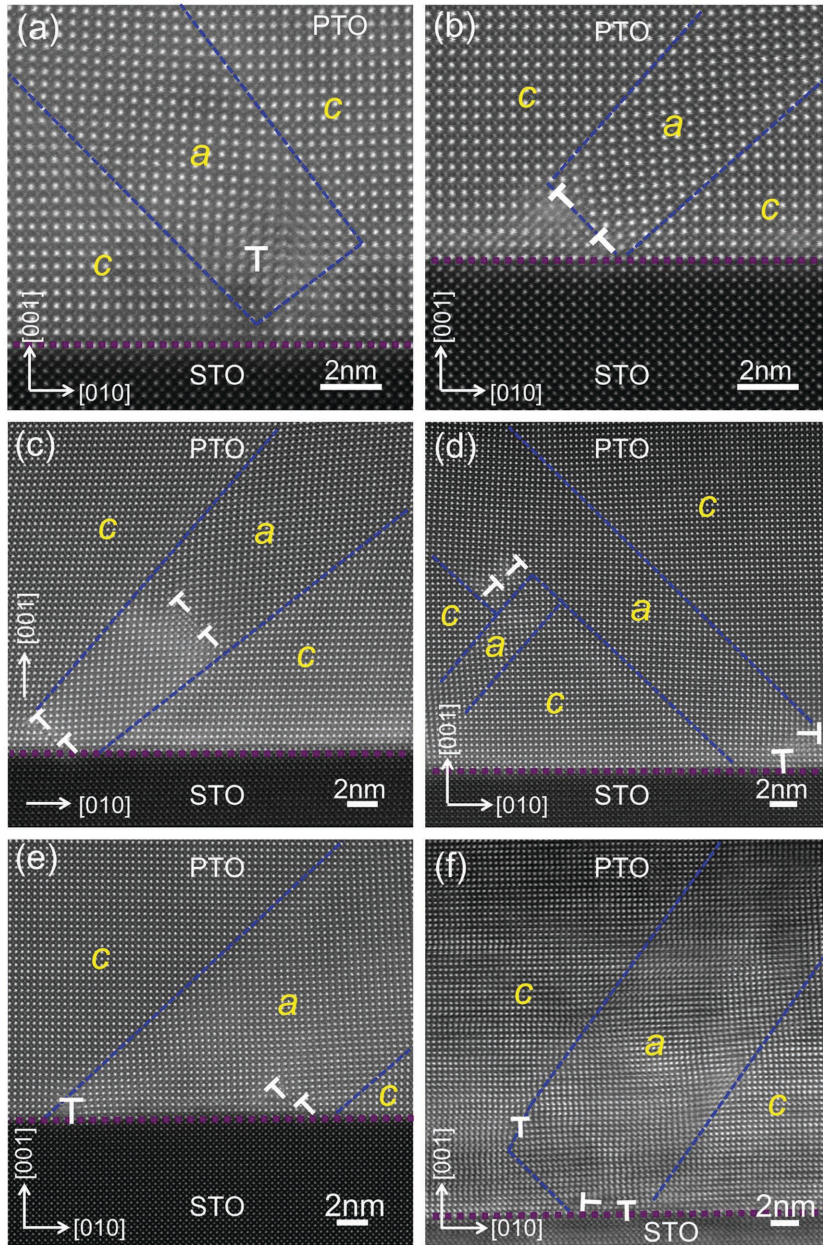 (a)
PTO
c
a
c
[001]
[010]
STO
2nm
(b)
PTO
c
a
c
[001]
[010]
STO
2nm
(c)
PTO
c
a
c
[001]
[010]
STO
2nm
(d)
PTO
c
c
a
a
c
[001]
[010]
STO
2nm
(e)
PTO
c
a
c
[001]
[010]
STO
2nm
(f)
PTO
c
a
c
[001]
[010]
STO
2nm